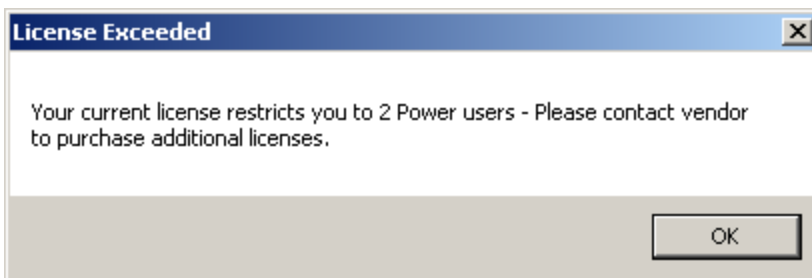 License Exceeded
Your current license restricts you to 2 Power users - Please contact vendor
to purchase additional licenses.
OK